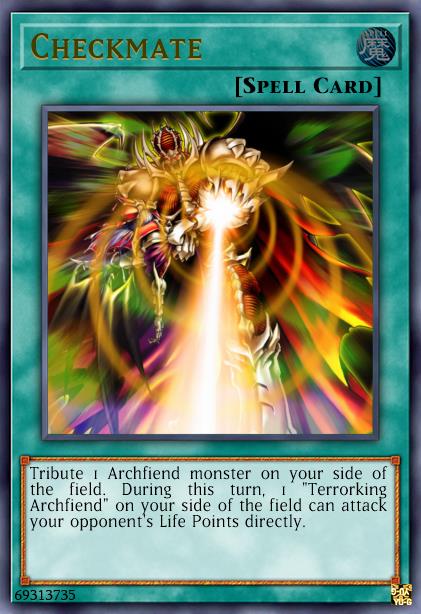 Checkmate
魔
[Spell Card]
Tribute 1 Archfiend monster on your side of
the field. During this turn, 1 "Terrorking
Archfiend" on your side of the field can attack
your opponent's Life Points directly.
69313735